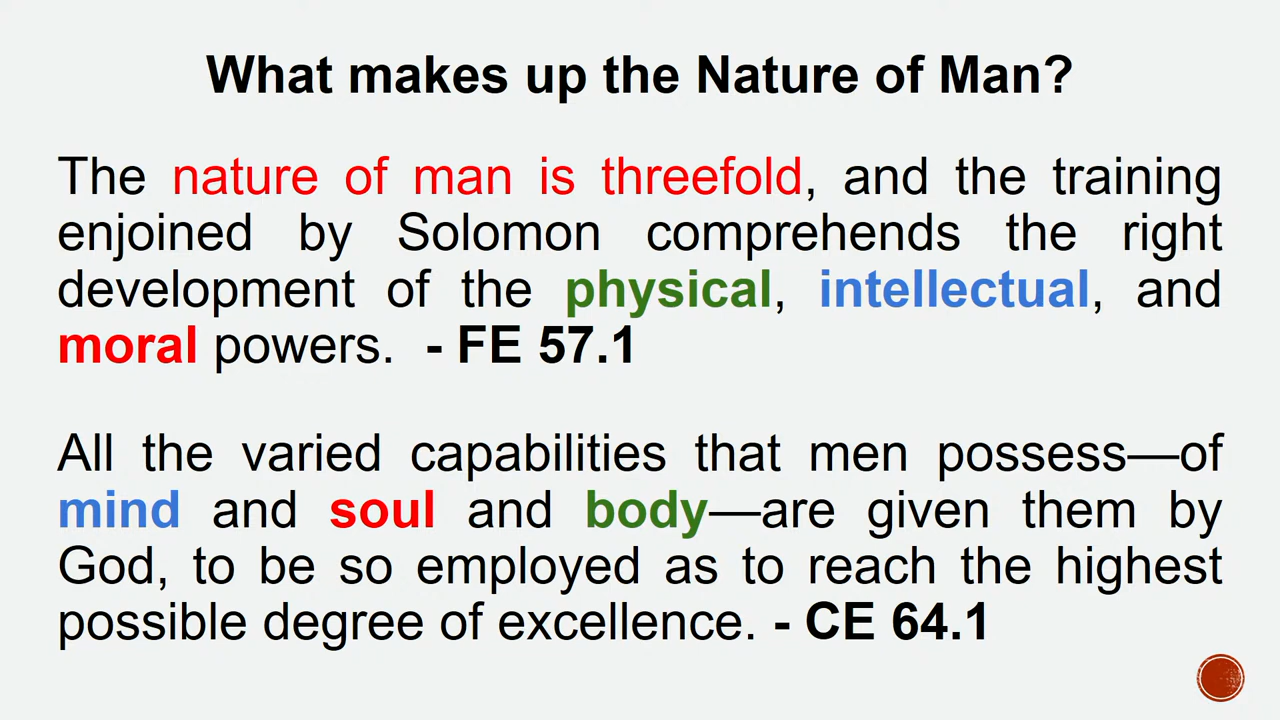 What makes up the Nature of Man?
The nature of man is threefold, and the training
enjoined by Solomon comprehends the right
development of the physical, intellectual, and
moral powers. - FE 57.1
All the varied capabilities that men possess—of
mind and soul and body—are given them by
God, to be so employed as to reach the highest
possible degree of excellence. - CE 64.1